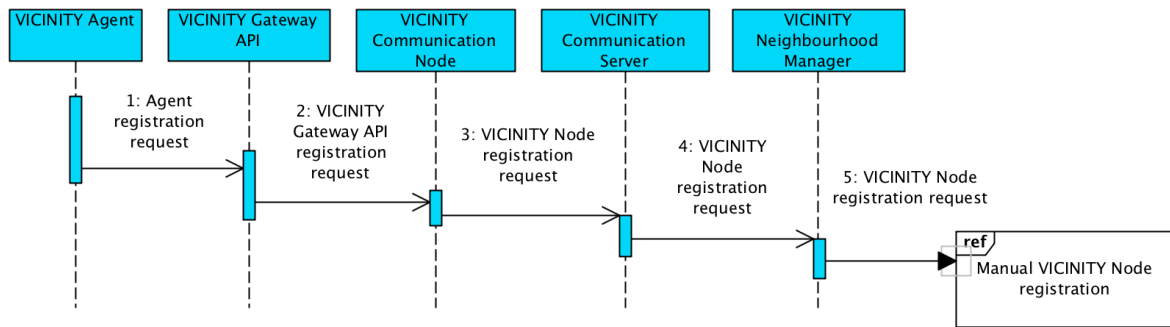 VICINITY Agent
VICINITY Gateway
API
VICINITY
Communication
Node
VICINITY
Communication
Server
VICINITY
Neighbourhood
Manager
1: Agent
registration
request
2: VICINITY
Gateway API
registration
request
3: VICINITY Node
registration
request
4: VICINITY
Node
registration
request
5: VICINITY Node
registration request
ref
Manual VICINITY Node
registration